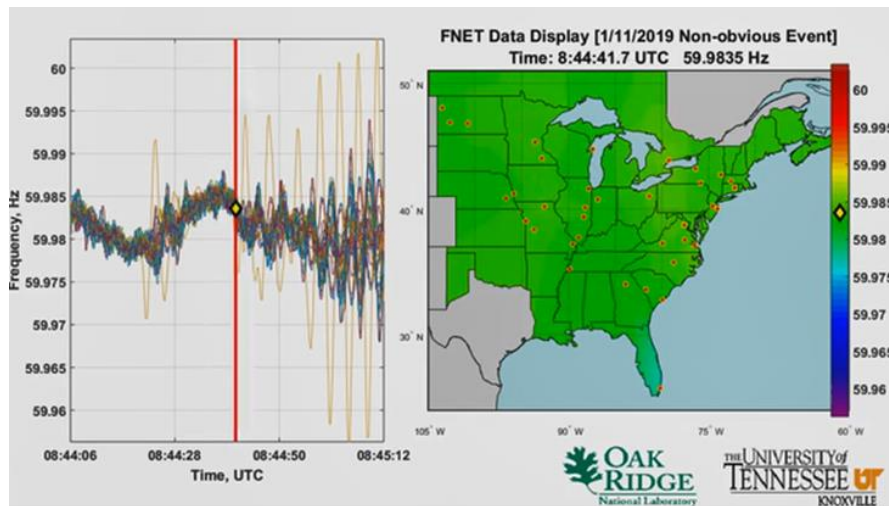 FNET Data Display [1/11/2019 Non-obvious Event]
Time: 8:44:41.7 UTC 59.9835 Hz
60
59.995
59.99
59.985
59.98
59.975
59.97
59.965
59.96
Frequency, Hz
08:44:06
08:44:28
08:44:50
08:45:12
Time, UTC
50° N
40° N
30° N
105° W
90° W
75° W
60° W
60
59.995
59.99
59.985
59.98
59.975
59.97
59.965
59.96
OAK
RIDGE
National Laboratory
THE UNIVERSITY of
TENNESSEE UT
KNOXVILLE